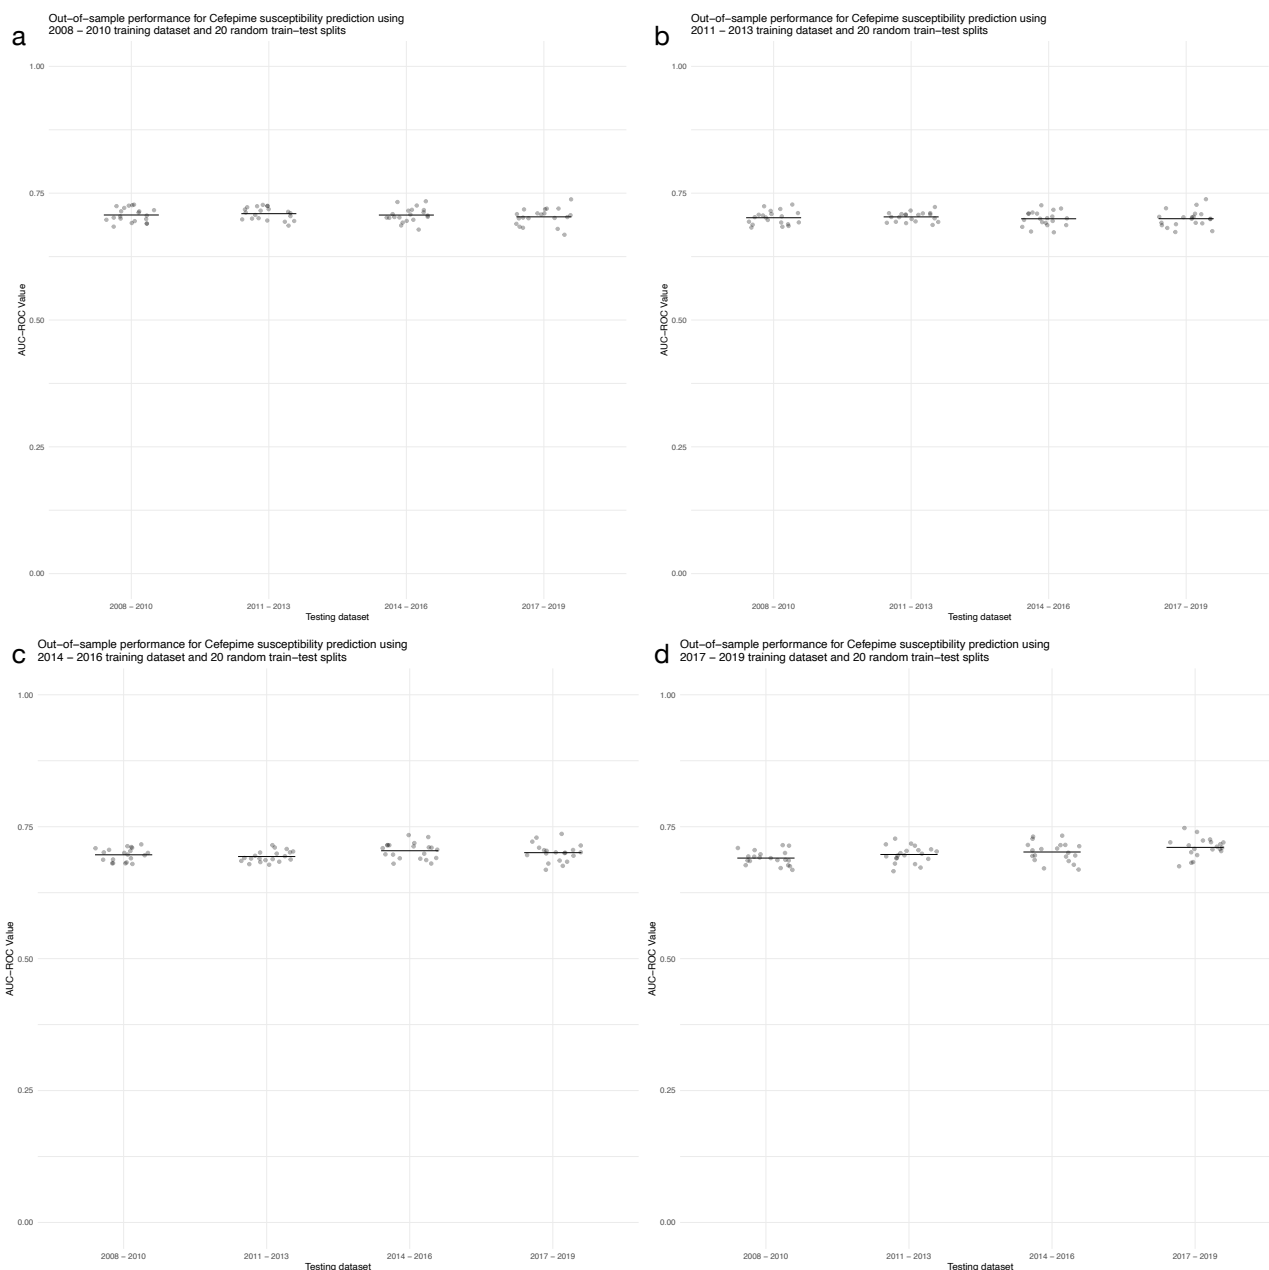 a
Out−of−sample performance for Cefepime susceptibility prediction using
2008 − 2010 training dataset and 20 random train−test splits
1.00
0.75
0.50
0.25
0.00
AUC−ROC Value
2008 − 2010
2011 − 2013
2014 − 2016
2017 − 2019
Testing dataset
b
Out−of−sample performance for Cefepime susceptibility prediction using
2011 − 2013 training dataset and 20 random train−test splits
1.00
0.75
0.50
0.25
0.00
AUC−ROC Value
2008 − 2010
2011 − 2013
2014 − 2016
2017 − 2019
Testing dataset
c
Out−of−sample performance for Cefepime susceptibility prediction using
2014 − 2016 training dataset and 20 random train−test splits
1.00
0.75
0.50
0.25
0.00
AUC−ROC Value
2008 − 2010
2011 − 2013
2014 − 2016
2017 − 2019
Testing dataset
d
Out−of−sample performance for Cefepime susceptibility prediction using
2017 − 2019 training dataset and 20 random train−test splits
1.00
0.75
0.50
0.25
0.00
AUC−ROC Value
2008 − 2010
2011 − 2013
2014 − 2016
2017 − 2019
Testing dataset